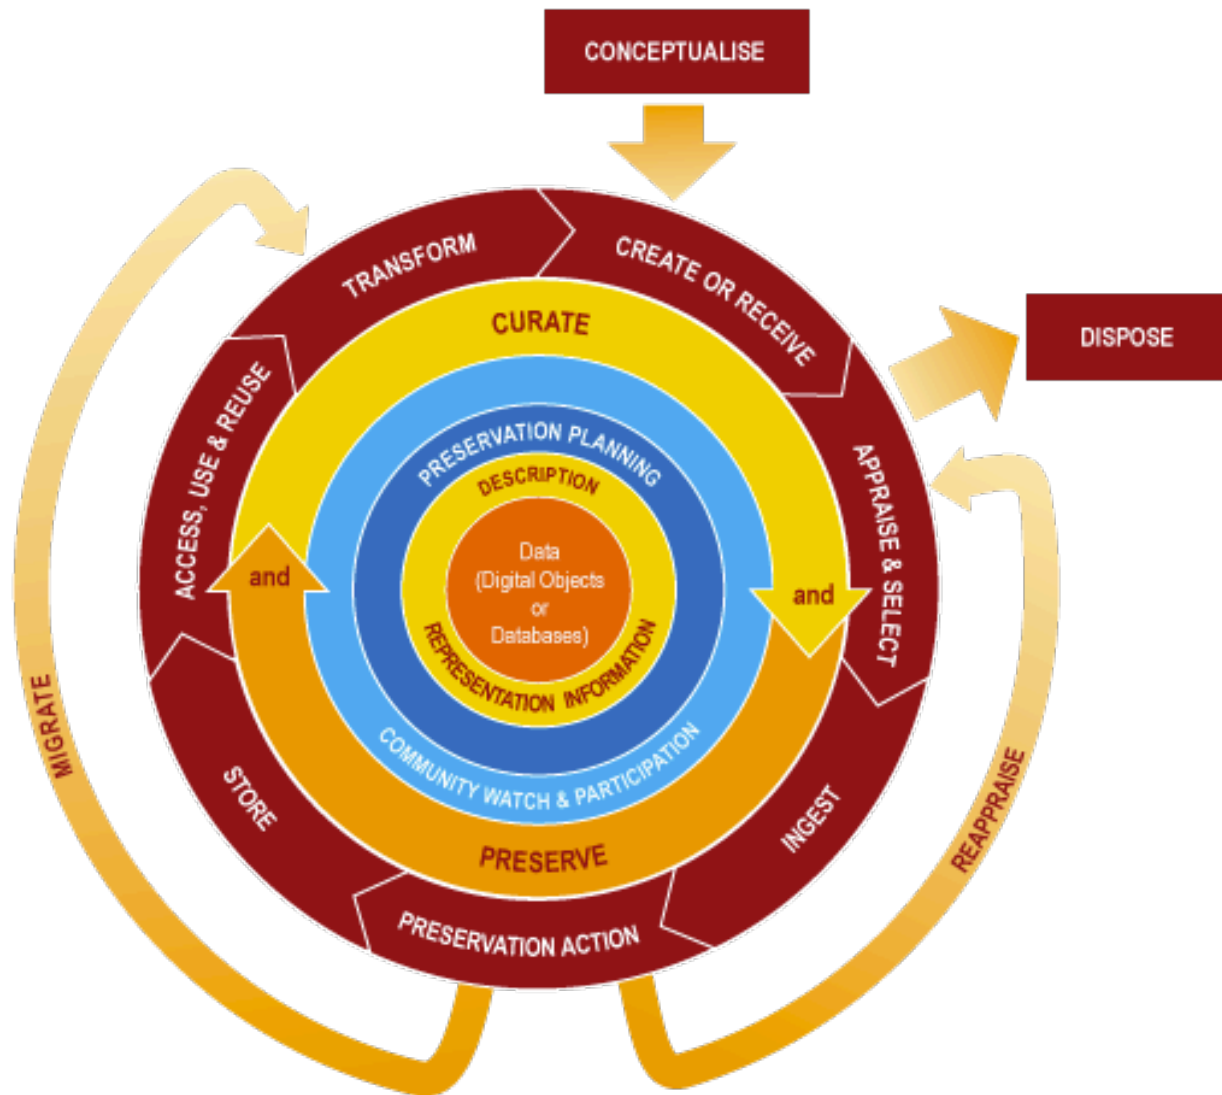 CONCEPTUALISE
TRANSFORM
CREATE OR RECEIVE
CURATE
DISPOSE
ACCESS, USE & REUSE
PRESERVATION PLANNING
DESCRIPTION
APPRAISE & SELECT
Data
(Digital Objects
or
Databases)
and
and
REPRESENTATION INFORMATION
MIGRATE
COMMUNITY WATCH & PARTICIPATION
STORE
INGEST
REAPPRAISE
PRESERVE
PRESERVATION ACTION